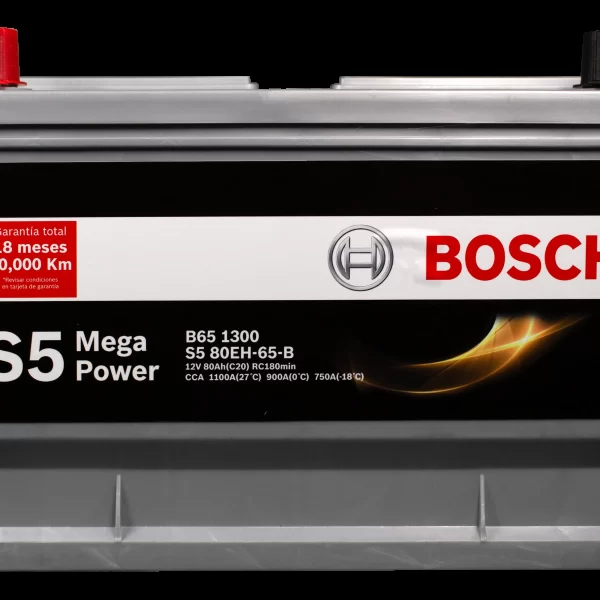 Garantía total
18 meses
0,000 Km
*Revisar condiciones
en tarjeta de garantía
BOSCH
S5 Mega
Power
B65 1300
S5 80EH-65-B
12V 80Ah(C20) RC180min
CCA 1100A(27°C) 900A(0°C) 750A(-18°C)